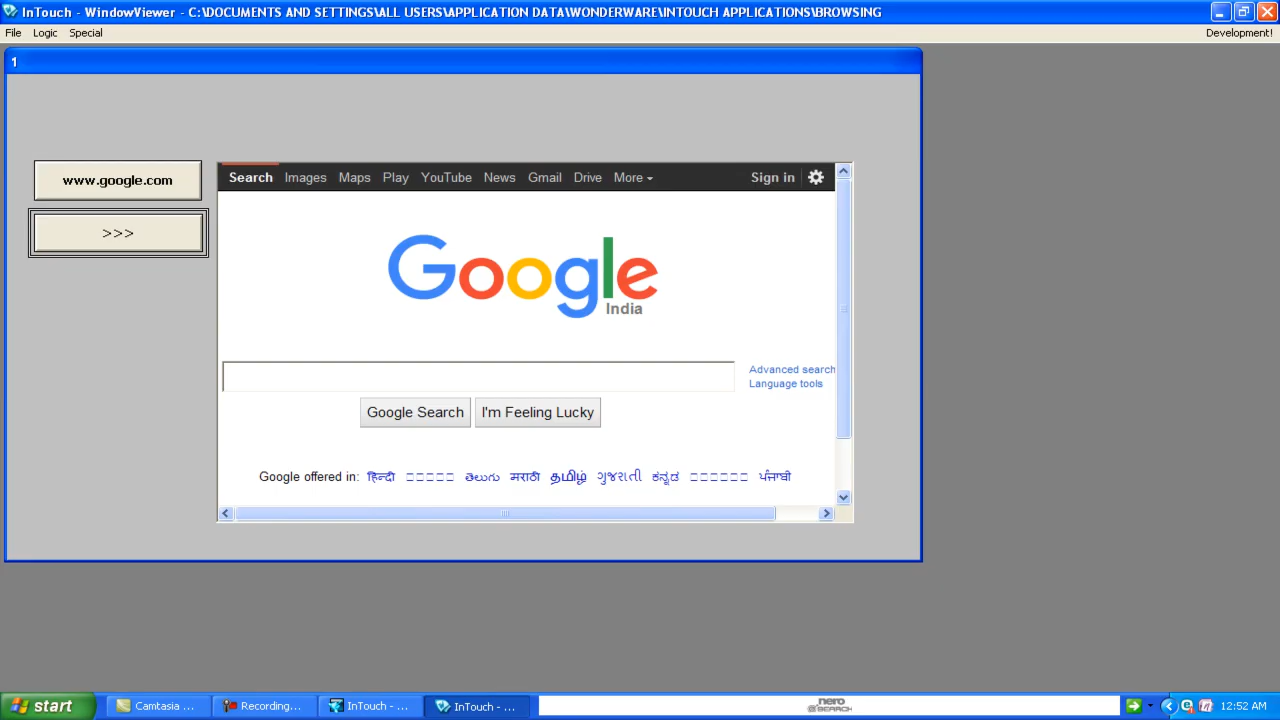 InTouch - WindowViewer - C:\DOCUMENTS AND SETTINGS\ALL USERS\APPLICATION DATA\WONDERWARE\INTOUCH APPLICATIONS\BROWSING
File Logic Special Development!
1
www.google.com
>>>
Search Images Maps Play YouTube News Gmail Drive More Sign in
Google
India
Advanced search
Language tools
Google Search I'm Feeling Lucky
Google offered in: हिन्दी తెలుగు मराठी தமிழ் ગુજરાતી ಕನ್ನಡ ਪੰਜਾਬੀ
start Camtasia ... Recording... InTouch - ... InTouch - ... nero 12:52 AM
@SEARCH